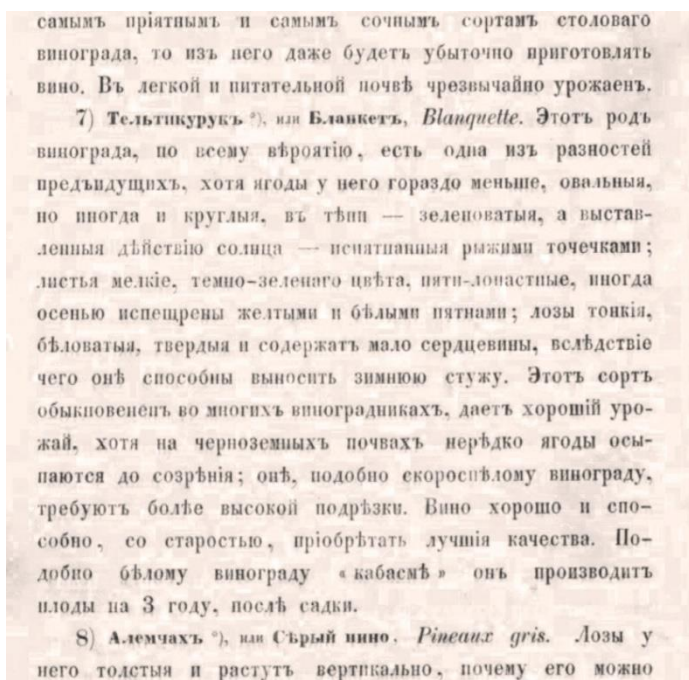 самымъ пріятнымъ и самымъ сочнымъ сортамъ столоваго
винограда, то изъ него даже будетъ убыточно приготовлять
вино. Въ легкой и питательной почвѣ чрезвычайно урожаенъ.
7) Тельтикурукъ *), или Бланкетъ, Blanquette. Этотъ родъ
винограда, по всему вѣроятію, есть одна изъ разностей
предъидущихъ, хотя ягоды у него гораздо меньше, овальныя,
но иногда и круглыя, въ тѣни — зеленоватыя, а выстав-
ленныя дѣйствію солнца — испятнанныя рыжими точечками;
листья мелкіе, темно-зеленаго цвѣта, пяти-лопастные, иногда
осенью испещрены желтыми и бѣлыми пятнами; лозы тонкія,
бѣловатыя, твердыя и содержатъ мало сердцевины, вслѣдствіе
чего онѣ способны выносить зимнюю стужу. Этотъ сортъ
обыкновененъ во многихъ виноградникахъ, даетъ хорошій уро-
жай, хотя на черноземныхъ почвахъ нерѣдко ягоды осы-
паются до созрѣнія; онѣ, подобно скороспѣлому винограду,
требуютъ болѣе высокой подрѣзки. Вино хорошо и спо-
собно, со старостью, пріобрѣтать лучшія качества. По-
добно бѣлому винограду «кабасмѣ» онъ производитъ
плоды на 3 году, послѣ садки.
8) Алемчахъ *), или Сѣрый пино, Pineaux gris. Лозы у
него толстыя и растутъ вертикально, почему его можно